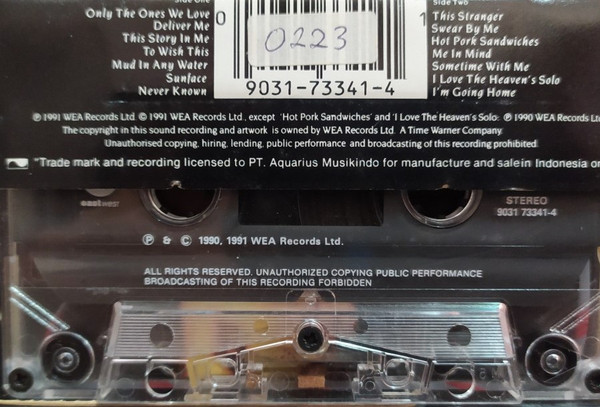 Side One
Only The Ones We Love
Deliver Me
This Story In Me
To Wish This
Mud In Any Water
Sunface
Never Known
0 1
0223
9031-73341-4
Side Two
This Stranger
Swear By Me
Hot Pork Sandwiches
Me In Mind
Sometime With Me
I Love The Heaven's Solo
I'm Going Home
℗ 1991 WEA Records Ltd © 1991 WEA Records Ltd., except 'Hot Pork Sandwiches' and 'I Love The Heaven's Solo: ℗ 1990 WEA Records Ltd
The copyright in this sound recording and artwork is owned by WEA Records Ltd. A Time Warner Company.
Unauthorised copying, hiring, lending, public performance and broadcasting of this recording prohibited.
"Trade mark and recording licensed to PT. Aquarius Musikindo for manufacture and salein Indonesia on
eastwest
STEREO
9031 73341-4
℗ & © 1990, 1991 WEA Records Ltd.
ALL RIGHTS RESERVED. UNAUTHORIZED COPYING PUBLIC PERFORMANCE
BROADCASTING OF THIS RECORDING FORBIDDEN